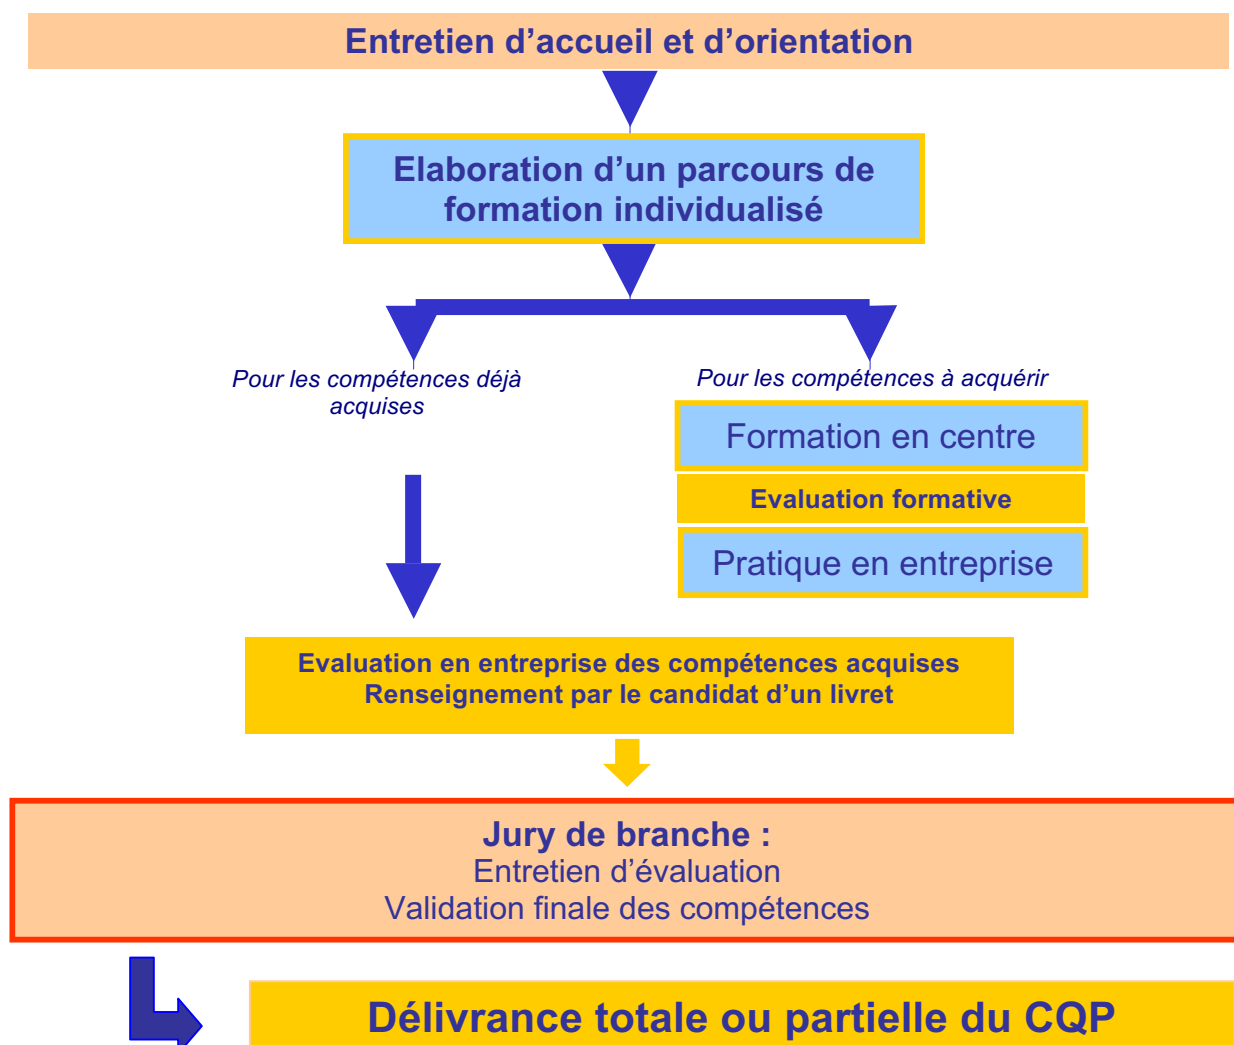 Entretien d’accueil et d’orientation
Elaboration d’un parcours de
formation individualisé
Pour les compétences déjà
acquises
Pour les compétences à acquérir
Formation en centre
Evaluation formative
Pratique en entreprise
Evaluation en entreprise des compétences acquises
Renseignement par le candidat d’un livret
Jury de branche :
Entretien d’évaluation
Validation finale des compétences
Délivrance totale ou partielle du CQP